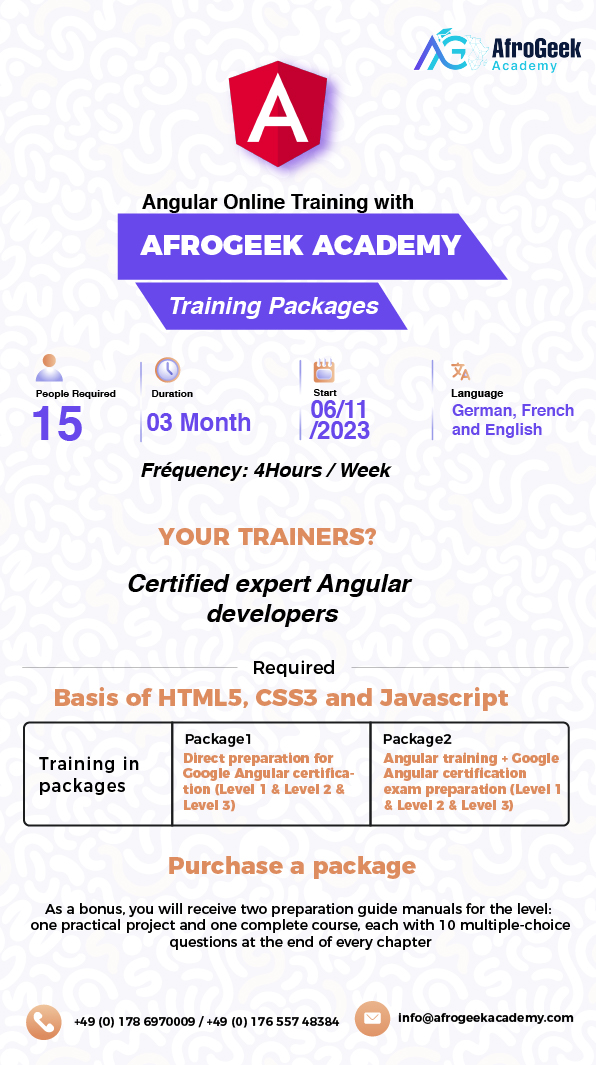 AfroGeek
Academy
A
Angular Online Training with
AFROGEEK ACADEMY
Training Packages
People Required
15
Duration
03 Month
Start
06/11
/2023
Language
German, French
and English
Fréquency: 4Hours / Week
YOUR TRAINERS?
Certified expert Angular
developers
Required
Basis of HTML5, CSS3 and Javascript
Training in
packages
Package1
Direct preparation for
Google Angular certifica-
tion (Level 1 & Level 2 &
Level 3)
Package2
Angular training + Google
Angular certification
exam preparation (Level 1
& Level 2 & Level 3)
Purchase a package
As a bonus, you will receive two preparation guide manuals for the level:
one practical project and one complete course, each with 10 multiple-choice
questions at the end of every chapter
+49 (0) 178 6970009 / +49 (0) 176 557 48384
info@afrogeekacademy.com